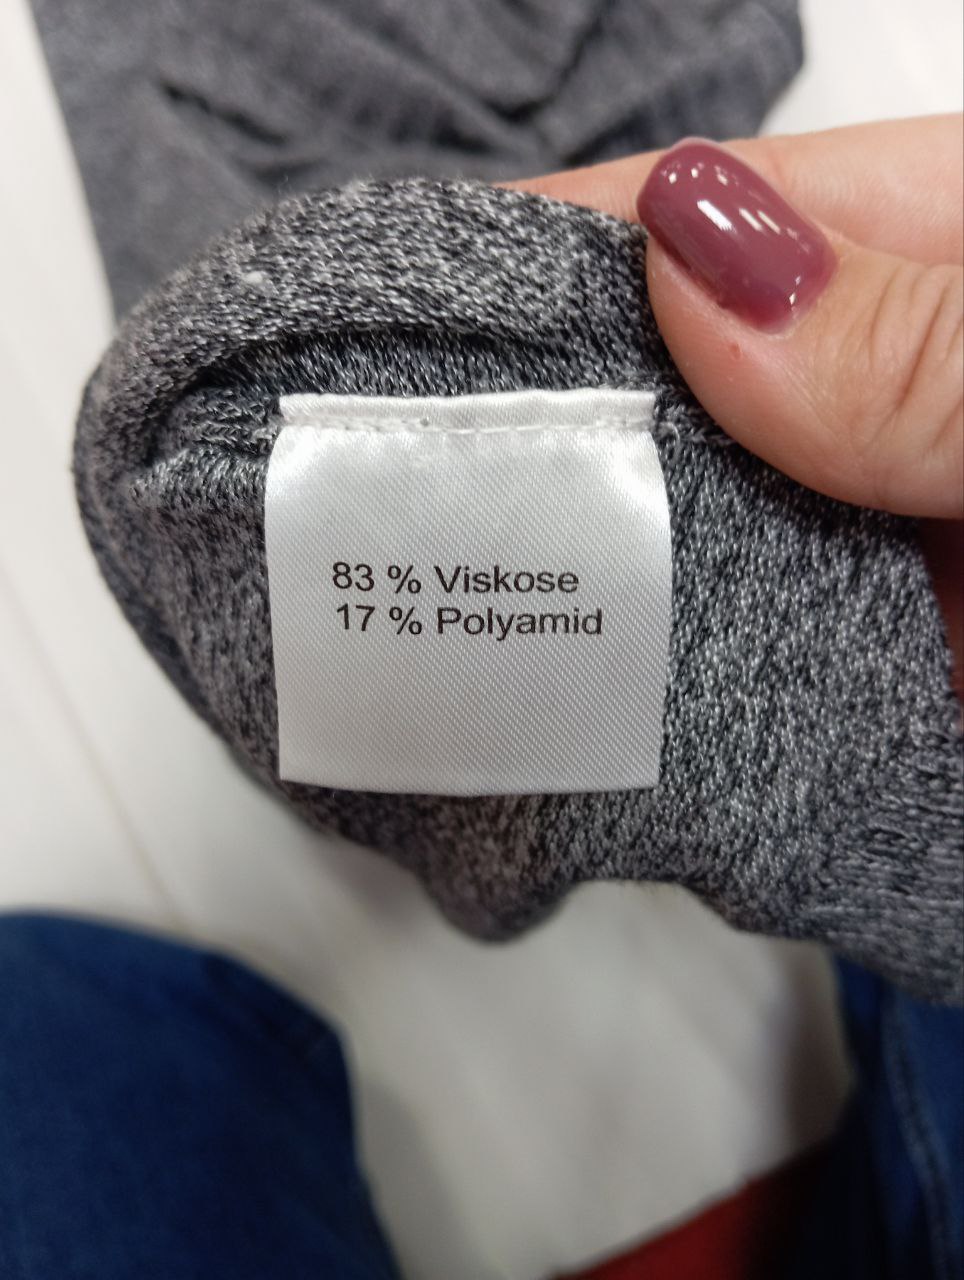 83 % Viskose
17 % Polyamid